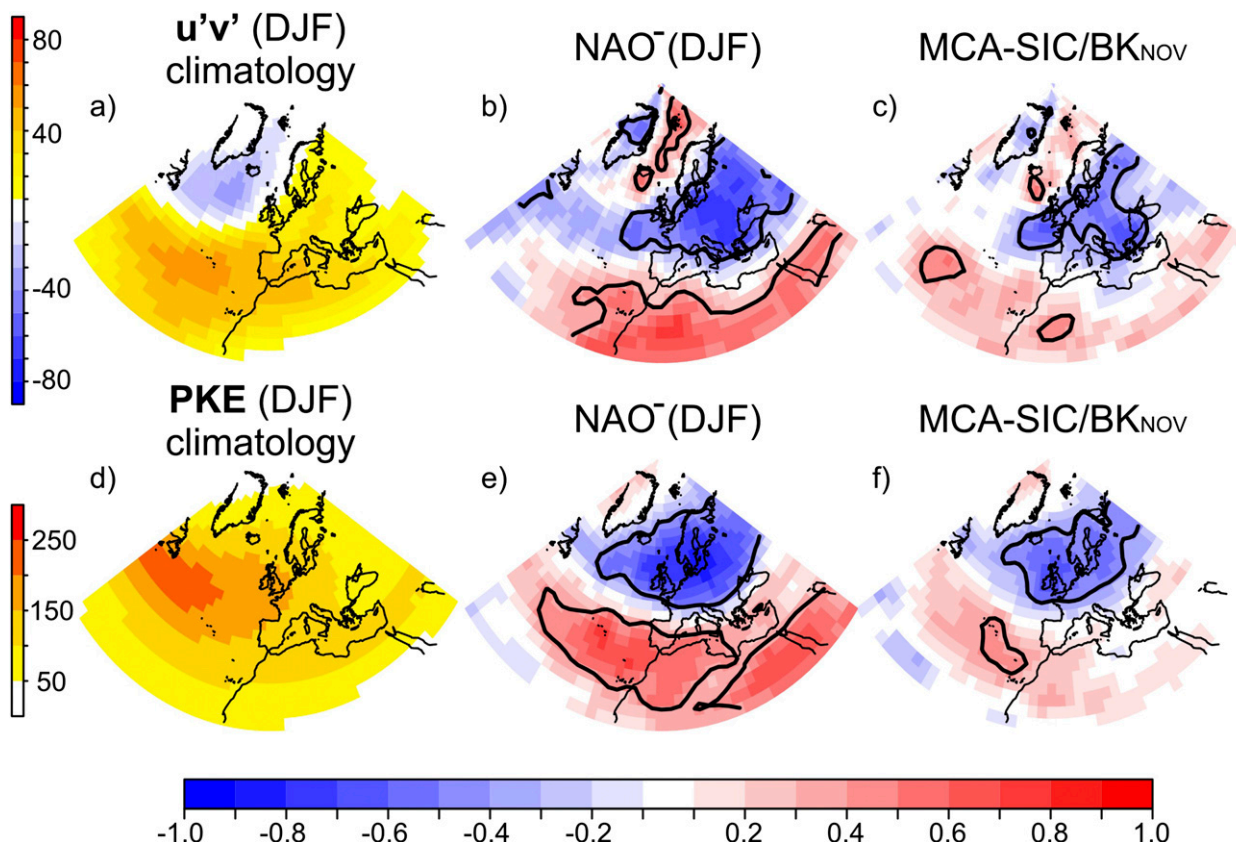 u’v’ (DJF)
climatology
NAO⁻(DJF)
MCA-SIC/BKNOV
a)
b)
c)
80
40
0
-40
-80
PKE (DJF)
climatology
NAO⁻(DJF)
MCA-SIC/BKNOV
d)
e)
f)
250
150
50
-1.0 -0.8 -0.6 -0.4 -0.2 0.2 0.4 0.6 0.8 1.0